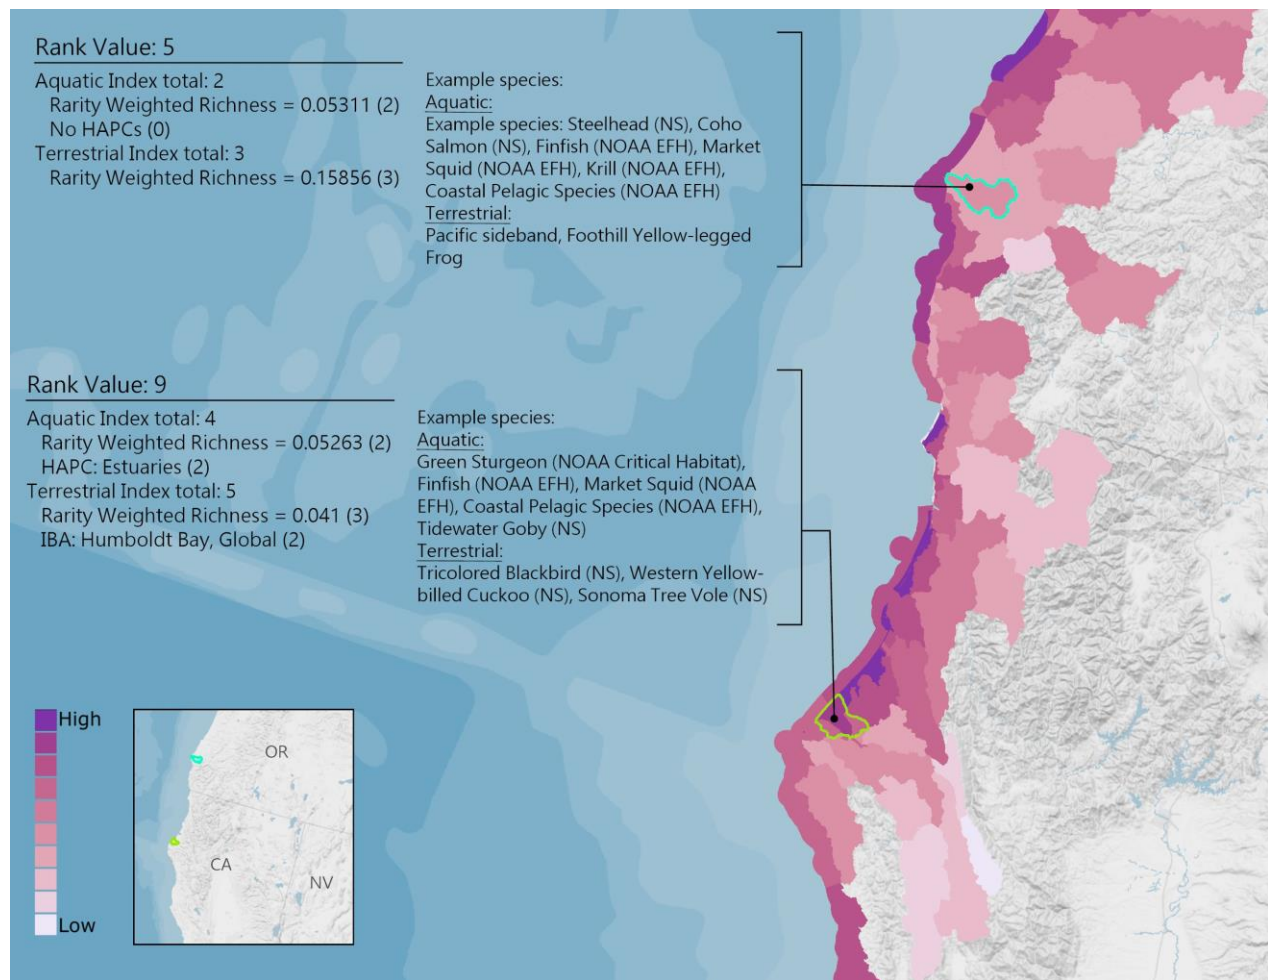 Rank Value: 5
Aquatic Index total: 2
Rarity Weighted Richness = 0.05311 (2)
No HAPCs (0)
Terrestrial Index total: 3
Rarity Weighted Richness = 0.15856 (3)
Example species:
Aquatic:
Example species: Steelhead (NS), Coho
Salmon (NS), Finfish (NOAA EFH), Market
Squid (NOAA EFH), Krill (NOAA EFH),
Coastal Pelagic Species (NOAA EFH)
Terrestrial:
Pacific sideband, Foothill Yellow-legged
Frog
Rank Value: 9
Aquatic Index total: 4
Rarity Weighted Richness = 0.05263 (2)
HAPC: Estuaries (2)
Terrestrial Index total: 5
Rarity Weighted Richness = 0.041 (3)
IBA: Humboldt Bay, Global (2)
Example species:
Aquatic:
Green Sturgeon (NOAA Critical Habitat),
Finfish (NOAA EFH), Market Squid (NOAA
EFH), Coastal Pelagic Species (NOAA EFH),
Tidewater Goby (NS)
Terrestrial:
Tricolored Blackbird (NS), Western Yellow-
billed Cuckoo (NS), Sonoma Tree Vole (NS)
High
Low
OR
CA
NV